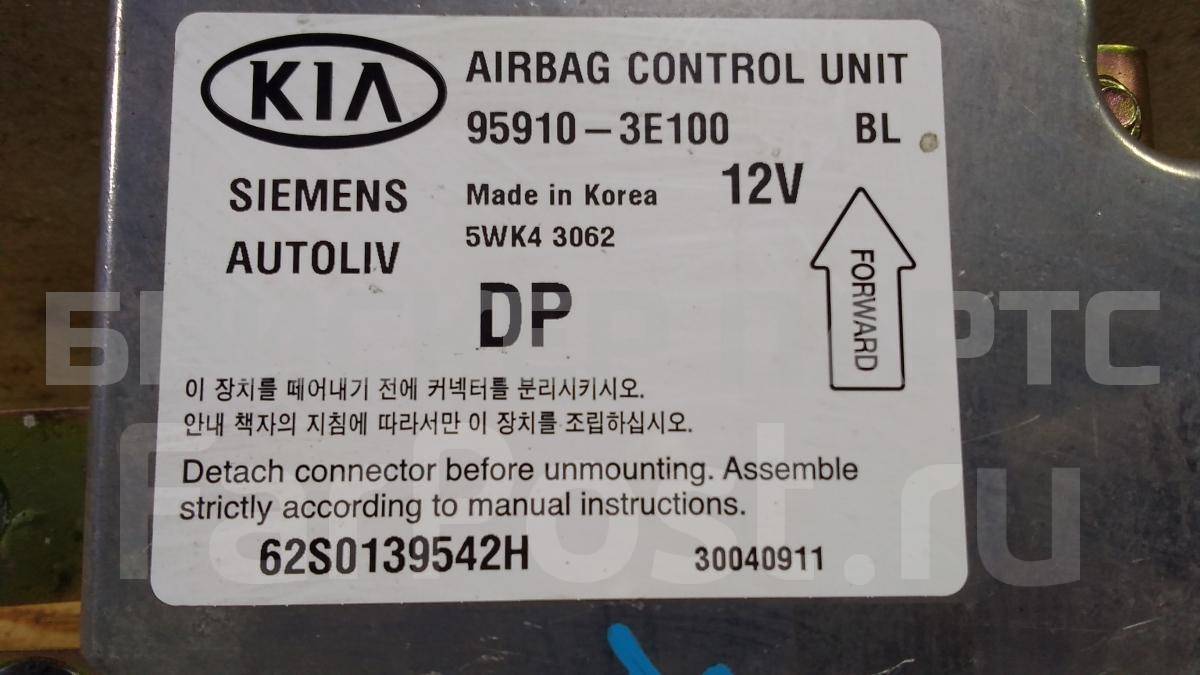 KIA
AIRBAG CONTROL UNIT
95910-3E100 BL
SIEMENS
AUTOLIV
Made in Korea 12V
5WK4 3062
DP
FORWARD
이 장치를 떼어내기 전에 커넥터를 분리시키시오.
안내 책자의 지침에 따라서만 이 장치를 조립하십시오.
Detach connector before unmounting. Assemble
strictly according to manual instructions.
62S0139542H 30040911
FarPost.ru